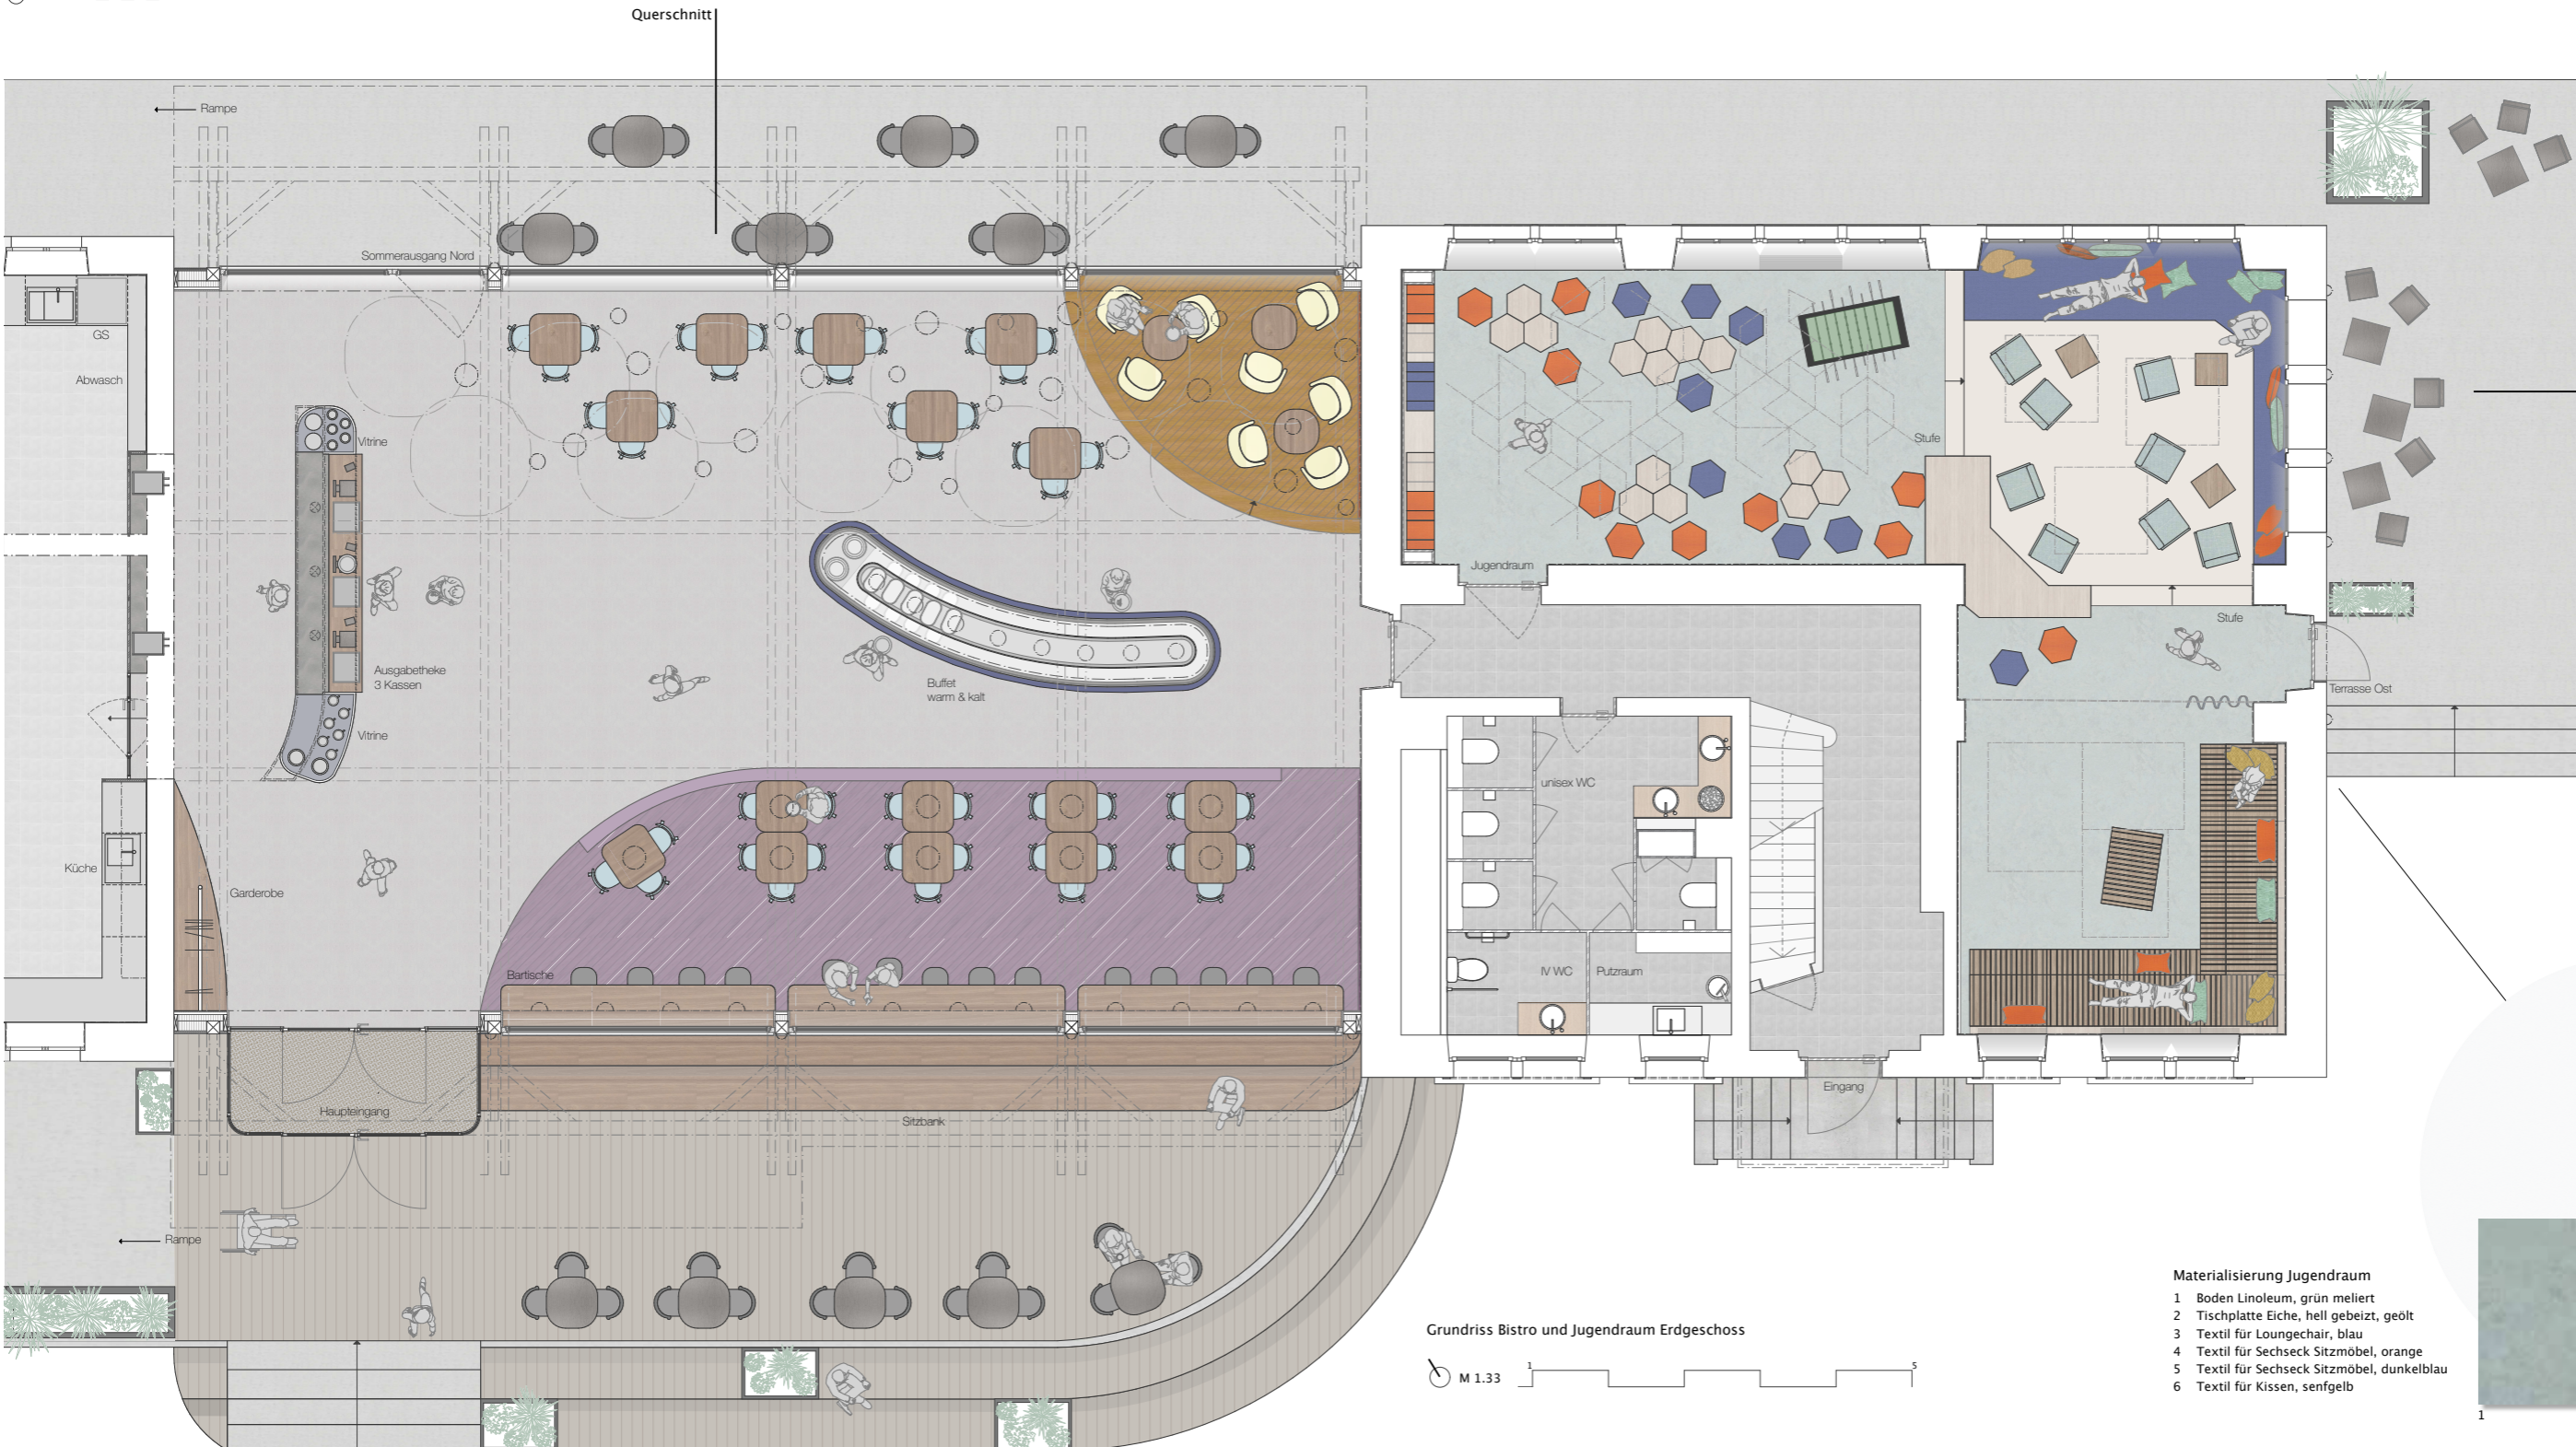 Querschnitt
Rampe
Sommerausgang Nord
GS
Abwasch
Vitrine
Stufe
Jugendraum
Ausgabetheke
3 Kassen
Buffet
warm & kalt
Stufe
Terrasse Ost
Vitrine
unisex WC
Küche
Garderobe
Bartische
IV WC
Putzraum
Eingang
Haupteingang
Sitzbank
Rampe
Grundriss Bistro und Jugendraum Erdgeschoss
M 1.33
1
5
Materialisierung Jugendraum
1 Boden Linoleum, grün meliert
2 Tischplatte Eiche, hell gebeizt, geölt
3 Textil für Loungechair, blau
4 Textil für Sechseck Sitzmöbel, orange
5 Textil für Sechseck Sitzmöbel, dunkelblau
6 Textil für Kissen, senfgelb
1